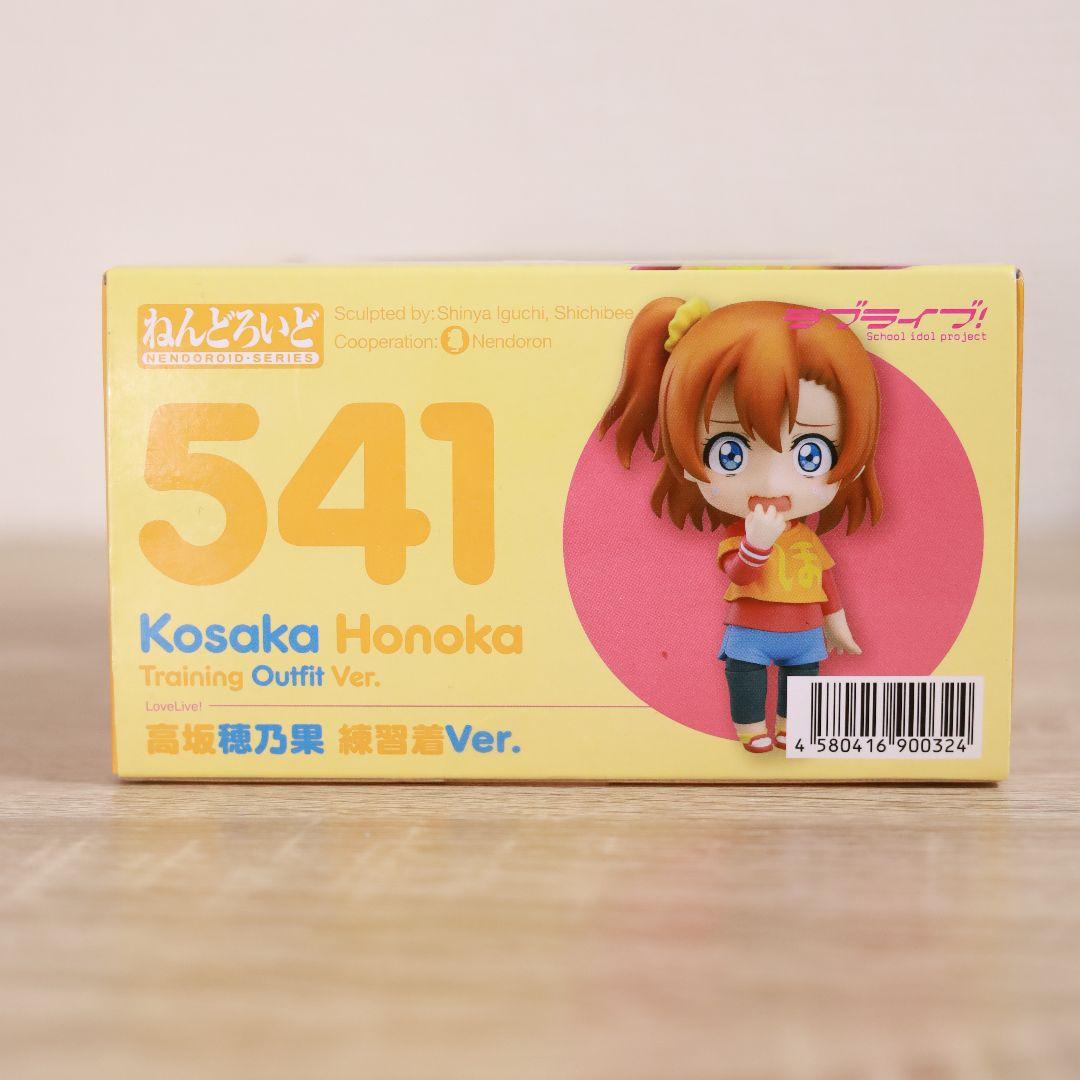 ねんどろいど
NENDOROID·SERIES
Sculpted by: Shinya Iguchi, Shichibee
Cooperation: Nendoron
ラブライブ!
School idol project
541
ほ
Kosaka Honoka
Training Outfit Ver.
LoveLive!
高坂穂乃果 練習着Ver.
4 580416 900324